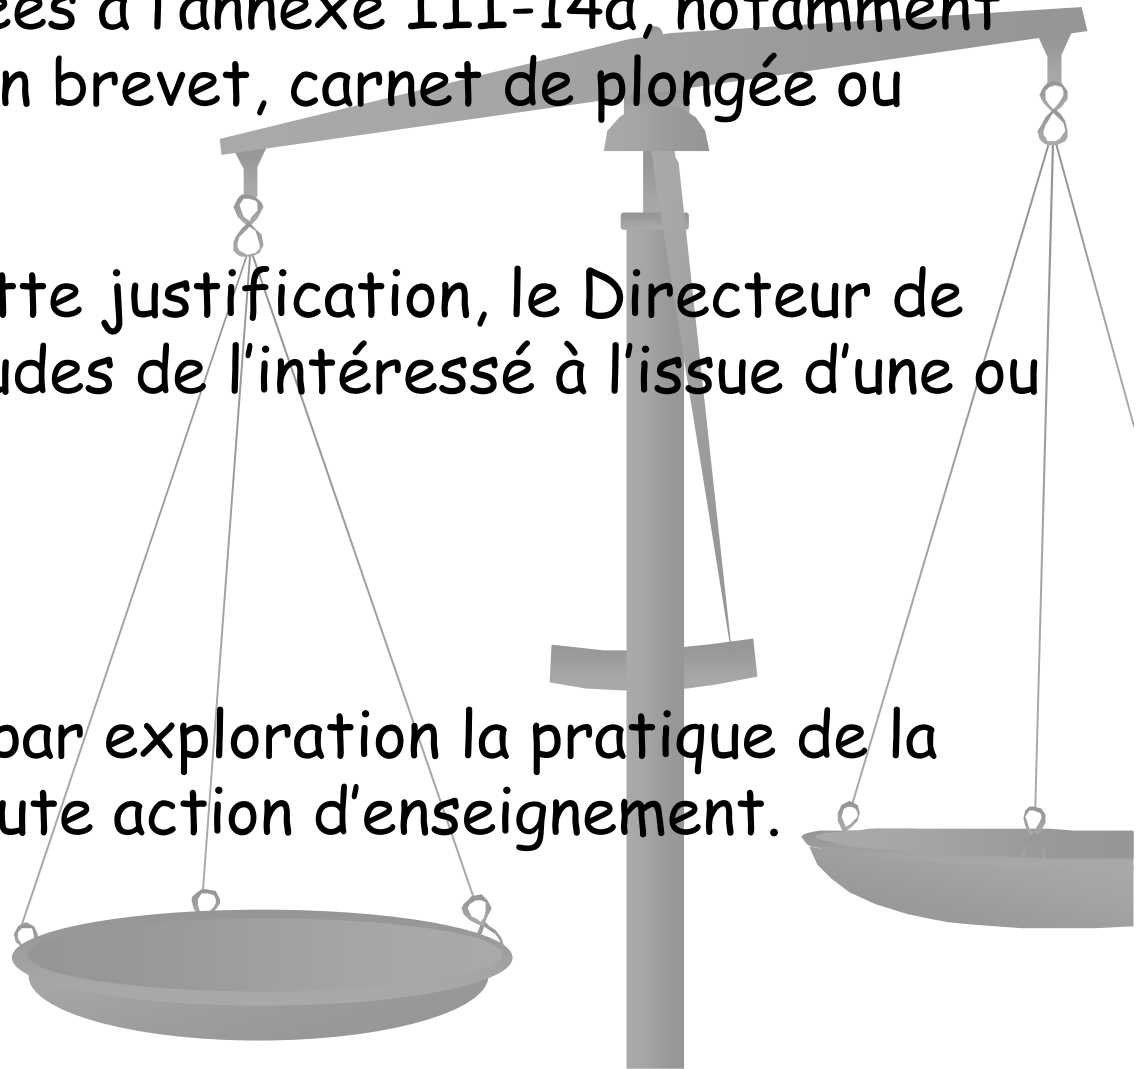 ées à l'annexe III-14a, notamment
n brevet, carnet de plongée ou
tte justification, le Directeur de
udes de l'intéressé à l'issue d'une ou
par exploration la pratique de la
ute action d'enseignement.